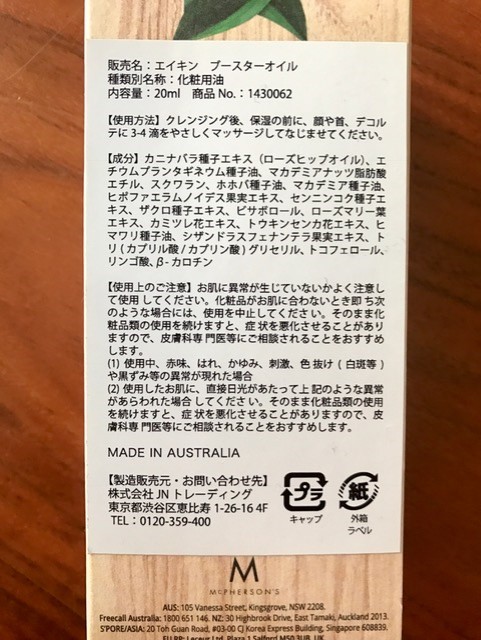 販売名：エイキン　ブースターオイル
種類別名称：化粧用油
内容量：20ml　商品 No.：1430062
【使用方法】クレンジング後、保湿の前に、顔や首、デコル
テに 3-4 滴をやさしくマッサージしてなじませてください。
【成分】カニナバラ種子エキス（ローズヒップオイル）、エ
チウムプランタギネウム種子油、マカデミアナッツ脂肪酸
エチル、スクワラン、ホホバ種子油、マカデミア種子油、
ヒポファエラムノイデス果実エキス、センニンコク種子エ
キス、ザクロ種子エキス、ビサボロール、ローズマリー葉
エキス、カミツレ花エキス、トウキンセンカ花エキス、ヒ
マワリ種子油、シザンドラスフェナンテラ果実エキス、ト
リ ( カプリル酸 / カプリン酸 ) グリセリル、トコフェロール、
リンゴ酸、β - カロチン
【使用上のご注意】お肌に異常が生じていないかよく注意し
て使用 してください。化粧品がお肌に合わないとき即 ち次
のような場合には、使用を中止してください。そのまま化
粧品類の使用を続けますと、症 状を悪化させることがあり
ますので、皮膚科専 門医等にご相談されることをおすすめ
します。
(1) 使用中、赤味、はれ、かゆみ、刺激、色 抜け ( 白斑等 )
や黒ずみ等の異常が現れた場合
(2) 使用したお肌に、直接日光があたって上 記のような異常
があらわれた場合 してください。そのまま化粧品類の使用
を続けますと、症 状を悪化させることがありますので、皮
膚科専 門医等にご相談されることをおすすめします。
MADE IN AUSTRALIA
【製造販売元・お問い合わせ先】
株式会社 JN トレーディング
東京都渋谷区恵比寿 1-26-16 4F
TEL：0120-359-400
プラ
キャップ
紙
外箱
ラベル
M
McPHERSON'S
AUS: 105 Vanessa Street, Kingsgrove, NSW 2208.
Freecall Australia: 1800 651 146. NZ: 30 Highbrook Drive, East Tamaki, Auckland 2013.
S'PORE/ASIA: 20 Toh Guan Road, #03-00 CJ Korea Express Building, Singapore 608839.